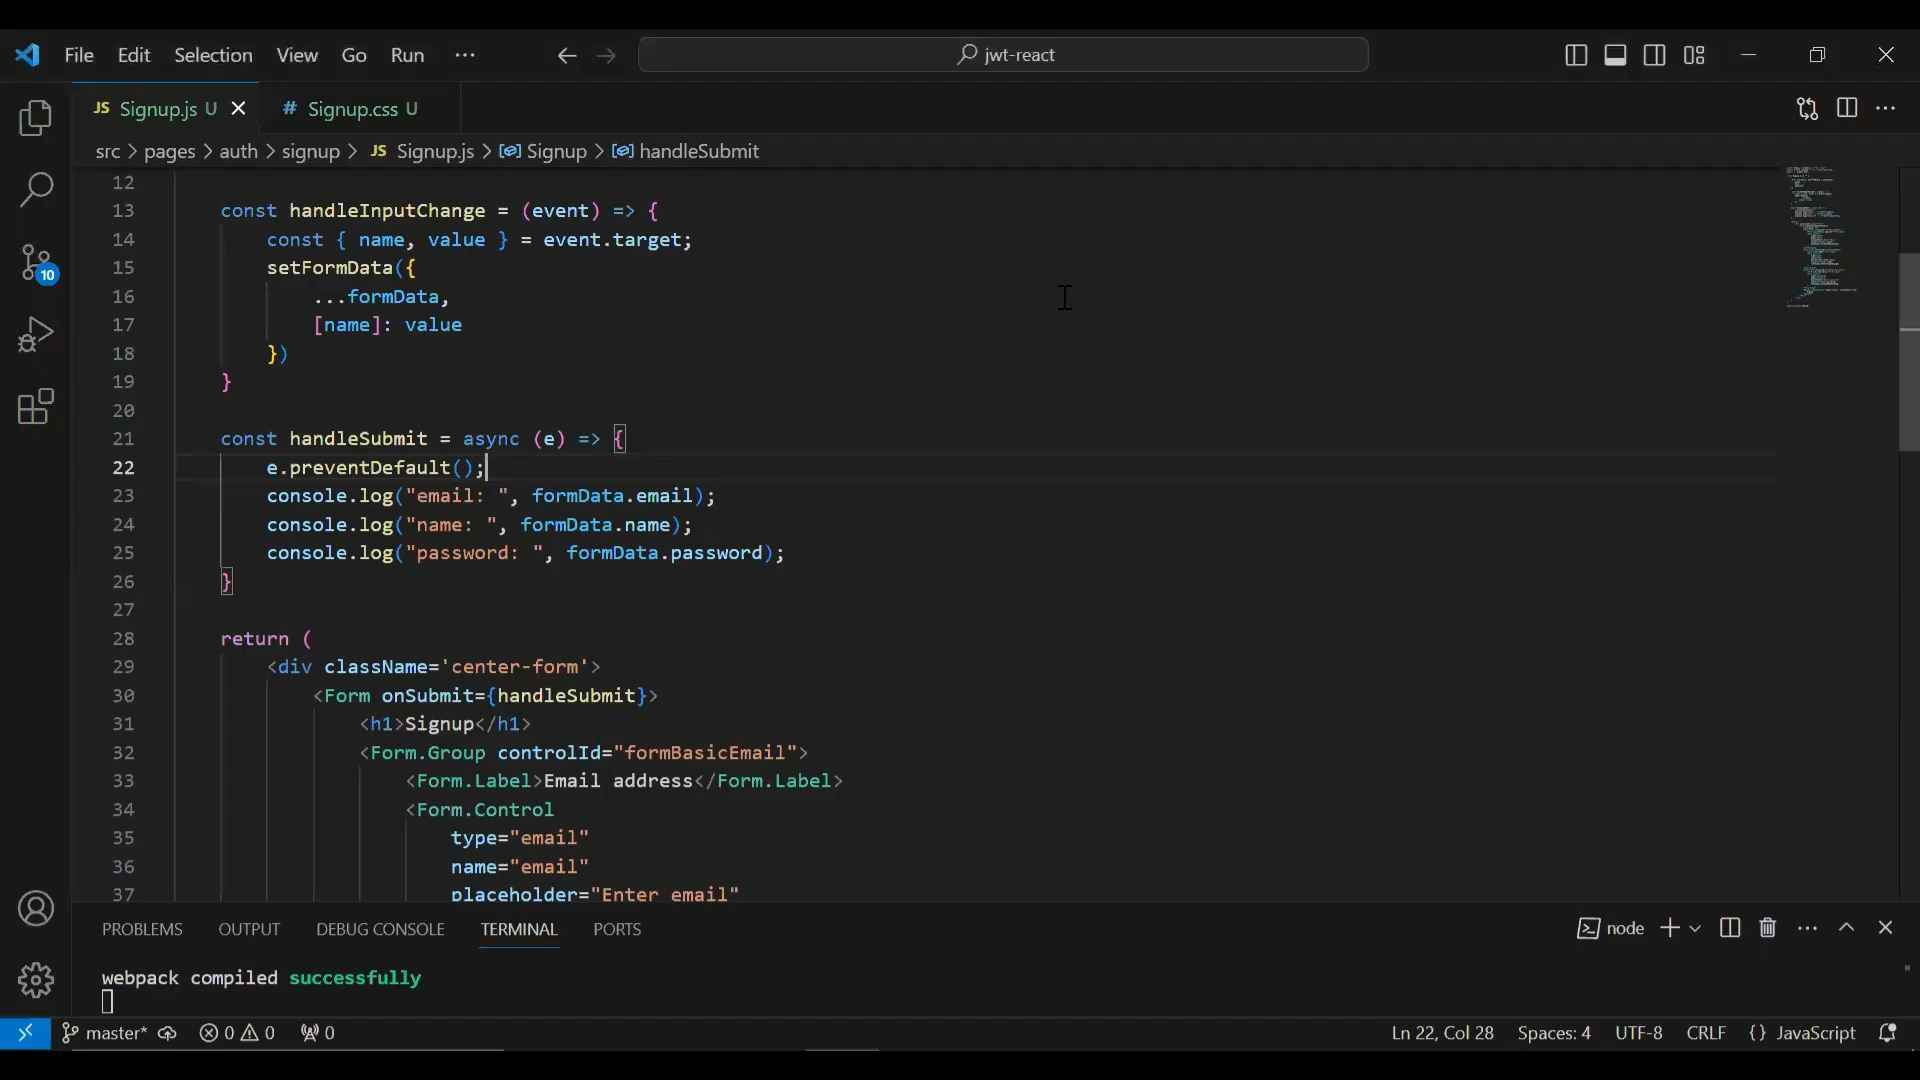 File Edit Selection View Go Run ··· jwt-react
JS Signup.js U # Signup.css U
src > pages > auth > signup > JS Signup.js > Signup > handleSubmit
12
13 const handleInputChange = (event) => {
14 const { name, value } = event.target;
15 setFormData({
16 ...formData,
17 [name]: value
18 })
19 }
20
21 const handleSubmit = async (e) => {
22 e.preventDefault();
23 console.log("email: ", formData.email);
24 console.log("name: ", formData.name);
25 console.log("password: ", formData.password);
26 }
27
28 return (
29 <div className='center-form'>
30 <Form onSubmit={handleSubmit}>
31 <h1>Signup</h1>
32 <Form.Group controlId="formBasicEmail">
33 <Form.Label>Email address</Form.Label>
34 <Form.Control
35 type="email"
36 name="email"
37 placeholder="Enter email"
10
PROBLEMS OUTPUT DEBUG CONSOLE TERMINAL PORTS node
webpack compiled successfully
master* 0 0 0 Ln 22, Col 28 Spaces: 4 UTF-8 CRLF {} JavaScript